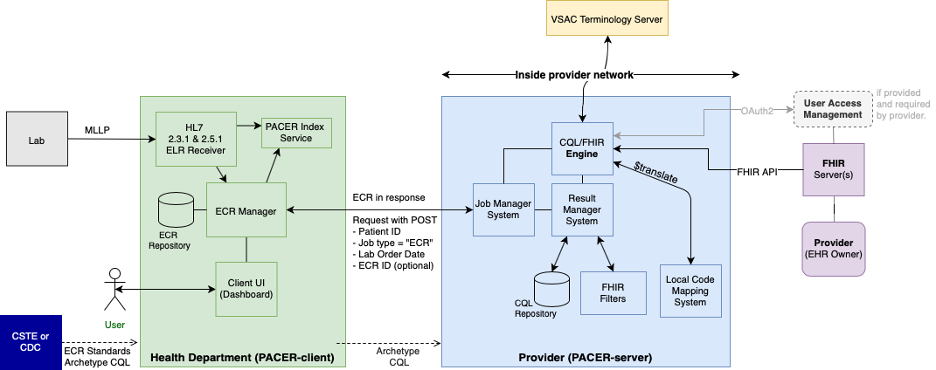 VSAC Terminology Server
Inside provider network
OAuth2
User Access
Management
if provided
and required
by provider.
Lab
MLLP
HL7
2.3.1 & 2.5.1
ELR Receiver
PACER Index
Service
CQL/FHIR
Engine
$translate
FHIR API
FHIR
Server(s)
ECR Manager
ECR
Repository
ECR in response
Request with POST
- Patient ID
- Job type = "ECR"
- Lab Order Date
- ECR ID (optional)
Job Manager
System
Result
Manager
System
Provider
(EHR Owner)
Client UI
(Dashboard)
User
CQL
Repository
FHIR
Filters
Local Code
Mapping
System
CSTE or
CDC
ECR Standards
Archetype CQL
Health Department (PACER-client)
Archetype
CQL
Provider (PACER-server)